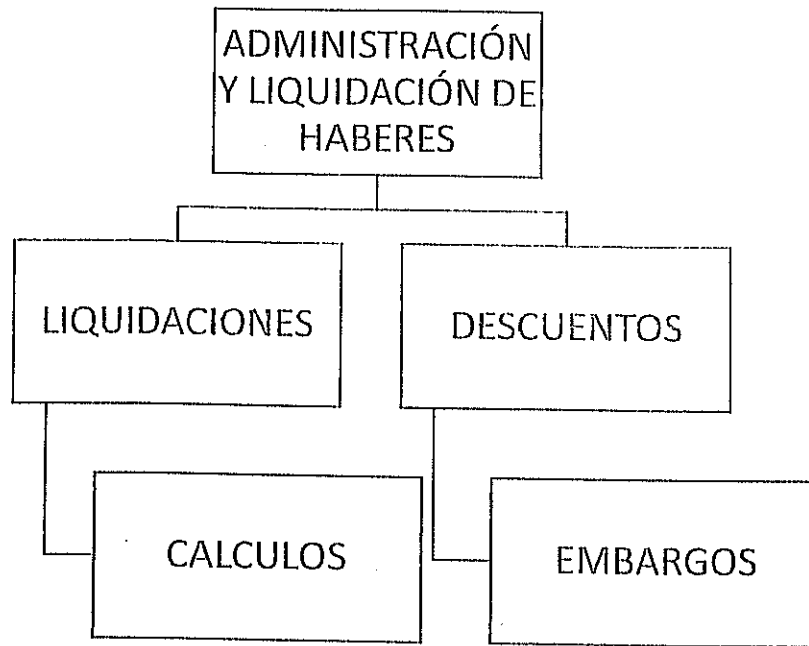 ADMINISTRACIÓN
Y LIQUIDACIÓN DE
HABERES
LIQUIDACIONES
DESCUENTOS
CALCULOS
EMBARGOS